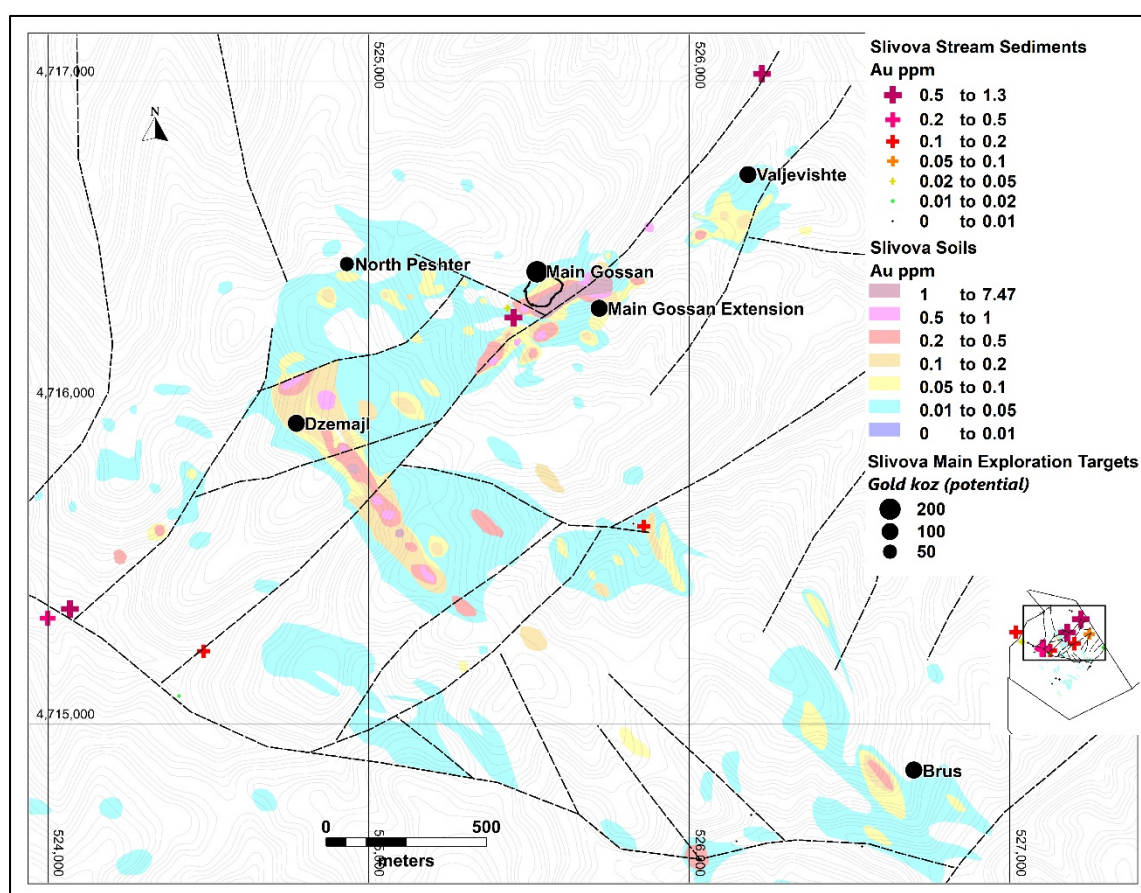 Slivova Stream Sediments
Au ppm
0.5 to 1.3
0.2 to 0.5
0.1 to 0.2
0.05 to 0.1
0.02 to 0.05
0.01 to 0.02
0 to 0.01
Slivova Soils
Au ppm
1 to 7.47
0.5 to 1
0.2 to 0.5
0.1 to 0.2
0.05 to 0.1
0.01 to 0.05
0 to 0.01
Slivova Main Exploration Targets
Gold koz (potential)
200
100
50
4,717,000
525,000
526,000
N
Valjevishte
North Peshter
Main Gossan
Main Gossan Extension
4,716,000
Dzemajl
4,715,000
Brus
0 500
meters
524,000
525,000
526,000
527,000